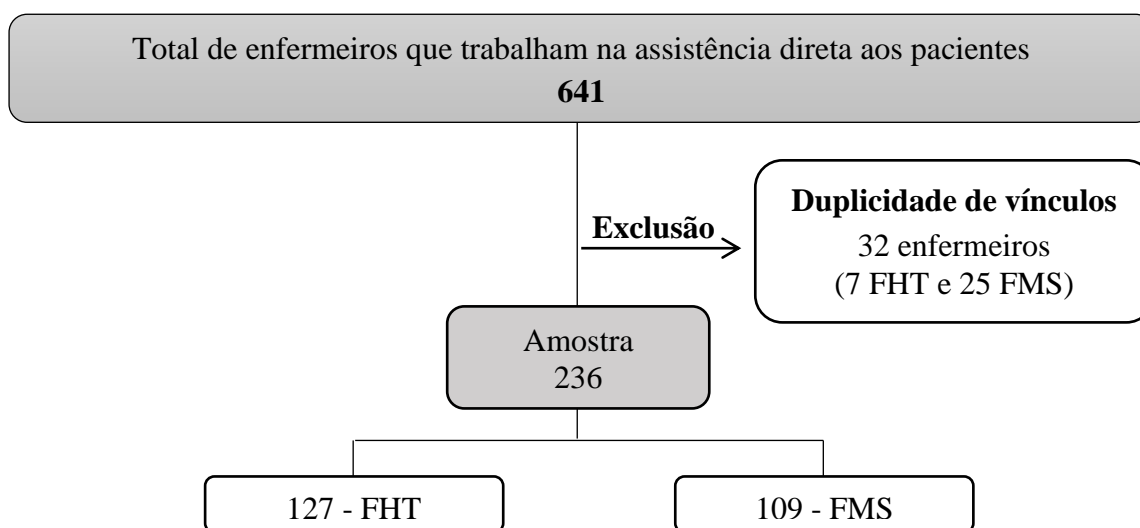 Total de enfermeiros que trabalham na assistência direta aos pacientes
641
Exclusão
Duplicidade de vínculos
32 enfermeiros
(7 FHT e 25 FMS)
Amostra
236
127 - FHT
109 - FMS